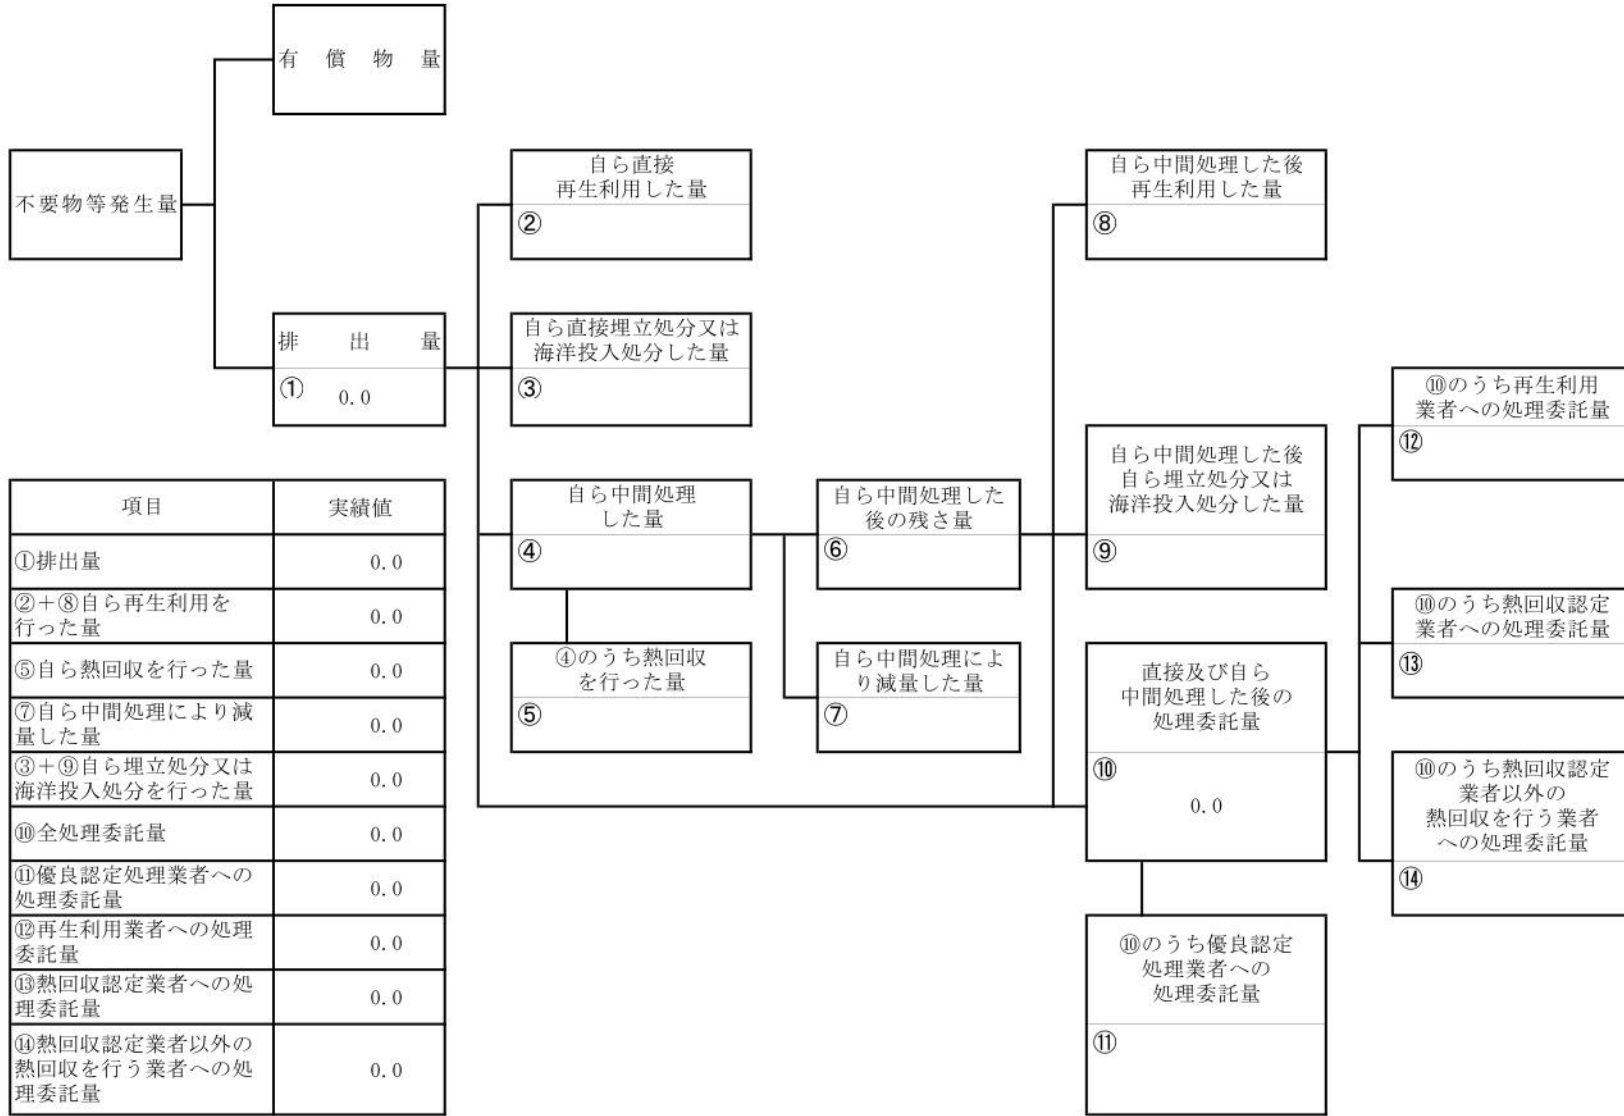 有償物量
不要物等発生量
排出量
①
0.0
自ら直接
再生利用した量
②
自ら直接埋立処分又は
海洋投入処分した量
③
自ら中間処理
した量
④
④のうち熱回収
を行った量
⑤
自ら中間処理した
後の残さ量
⑥
自ら中間処理によ
り減量した量
⑦
自ら中間処理した後
再生利用した量
⑧
自ら中間処理した後
自ら埋立処分又は
海洋投入処分した量
⑨
直接及び自ら
中間処理した後の
処理委託量
⑩
0.0
⑩のうち優良認定
処理業者への
処理委託量
⑪
⑩のうち再生利用
業者への処理委託量
⑫
⑩のうち熱回収認定
業者への処理委託量
⑬
⑩のうち熱回収認定
業者以外の
熱回収を行う業者
への処理委託量
⑭
項目 実績値
①排出量 0.0
②+⑧自ら再生利用を
行った量 0.0
⑤自ら熱回収を行った量 0.0
⑦自ら中間処理により減
量した量 0.0
③+⑨自ら埋立処分又は
海洋投入処分を行った量 0.0
⑩全処理委託量 0.0
⑪優良認定処理業者への
処理委託量 0.0
⑫再生利用業者への処理
委託量 0.0
⑬熱回収認定業者への処
理委託量 0.0
⑭熱回収認定業者以外の
熱回収を行う業者への処
理委託量 0.0